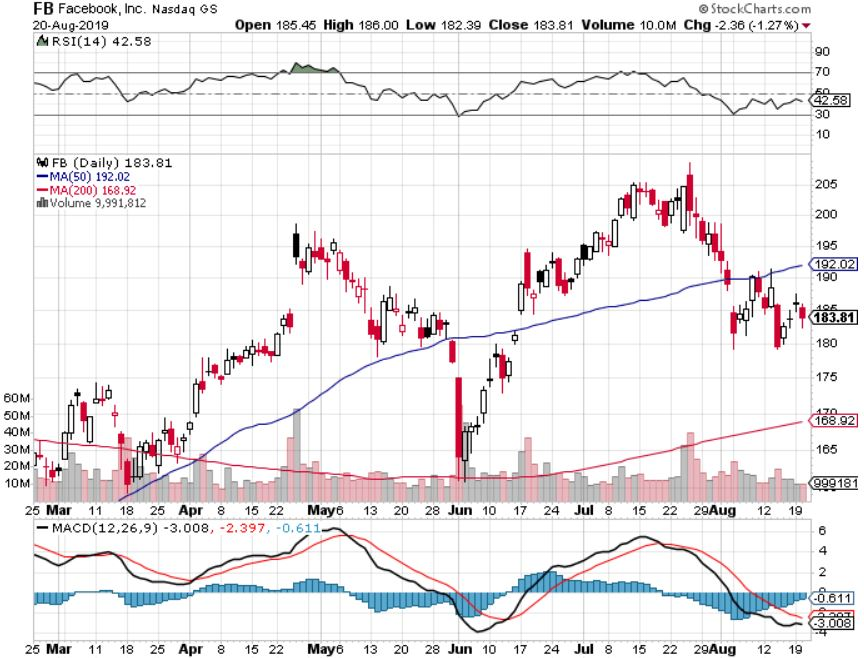 FB Facebook, Inc. Nasdaq GS © StockCharts.com
20-Aug-2019 Open 185.45 High 186.00 Low 182.39 Close 183.81 Volume 10.0M Chg -2.36 (-1.27%)
RSI(14) 42.58
90
70
50
42.58
30
10
FB (Daily) 183.81
MA(50) 192.02
MA(200) 168.92
Volume 9,991,812
205
200
195
192.02
190
185
183.81
180
175
170
168.92
165
60M
50M
40M
30M
20M
10M
999181
25 Mar 11 18 25 Apr 8 15 22 May 6 13 20 28 Jun 10 17 24 Jul 8 15 22 29 Aug 12 19
MACD(12,26,9) -3.008, -2.397, -0.611
6
4
2
0
-0.611
-2.397
-3.008
-4
25 Mar 11 18 25 Apr 8 15 22 May 6 13 20 28 Jun 10 17 24 Jul 8 15 22 29 Aug 12 19